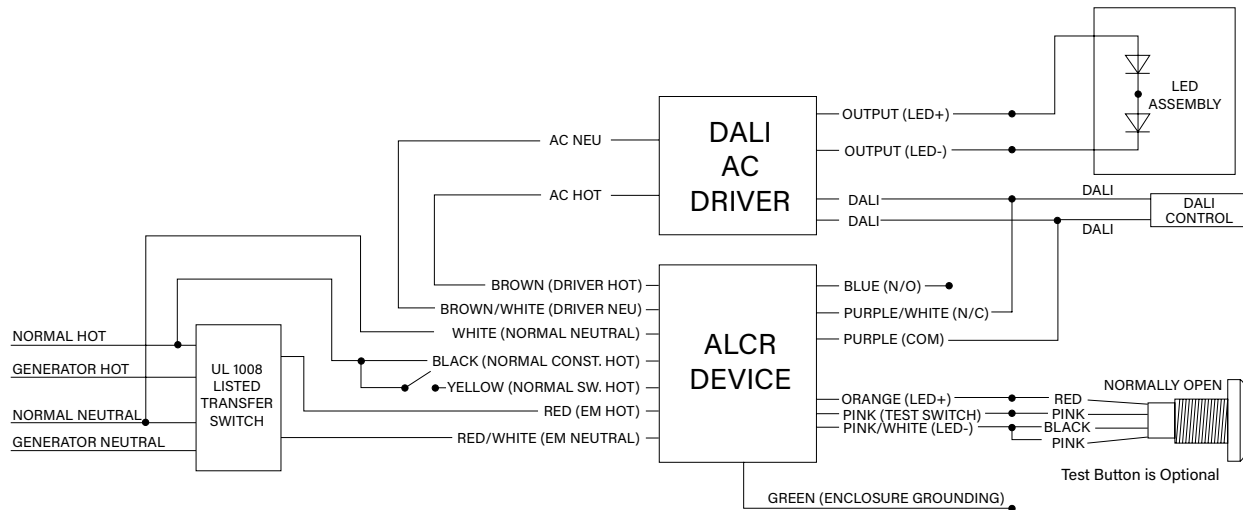 OUTPUT (LED+)
OUTPUT (LED-)
DALI
DALI
DALI
AC
DRIVER
AC NEU
AC HOT
LED
ASSEMBLY
DALI
DALI
DALI
CONTROL
BROWN (DRIVER HOT)
BROWN/WHITE (DRIVER NEU)
WHITE (NORMAL NEUTRAL)
BLACK (NORMAL CONST. HOT)
YELLOW (NORMAL SW. HOT)
RED (EM HOT)
RED/WHITE (EM NEUTRAL)
ALCR
DEVICE
BLUE (N/O)
PURPLE/WHITE (N/C)
PURPLE (COM)
ORANGE (LED+)
PINK (TEST SWITCH)
PINK/WHITE (LED-)
NORMAL HOT
GENERATOR HOT
NORMAL NEUTRAL
GENERATOR NEUTRAL
UL 1008
LISTED
TRANSFER
SWITCH
NORMALLY OPEN
RED
PINK
BLACK
PINK
Test Button is Optional
GREEN (ENCLOSURE GROUNDING)